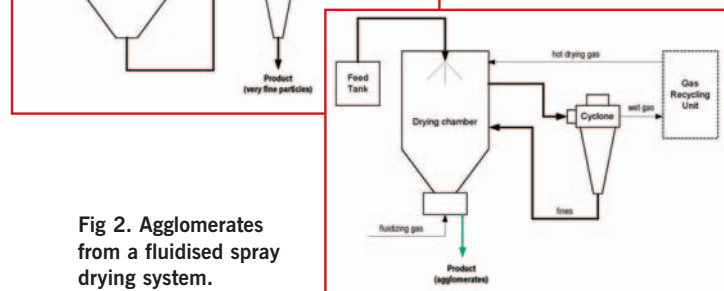 Product
(very fine particles)
Feed
Tank
hot drying gas
Gas
Recycling
Unit
Drying chamber
Cyclone
wet gas
fines
fluidizing gas
Product
(agglomerates)
Fig 2. Agglomerates
from a fluidised spray
drying system.